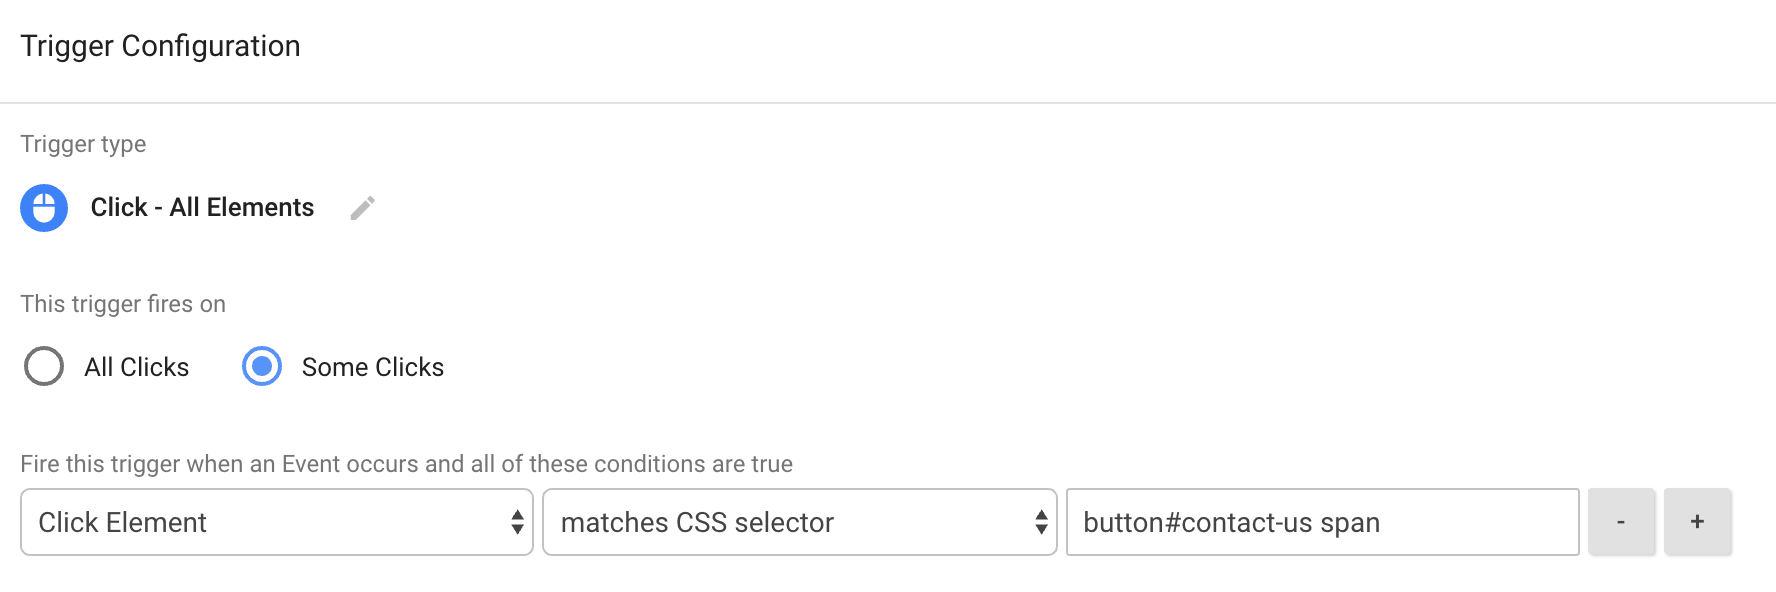 Trigger Configuration
Trigger type
Click - All Elements
This trigger fires on
All Clicks Some Clicks
Fire this trigger when an Event occurs and all of these conditions are true
Click Element matches CSS selector button#contact-us span - +